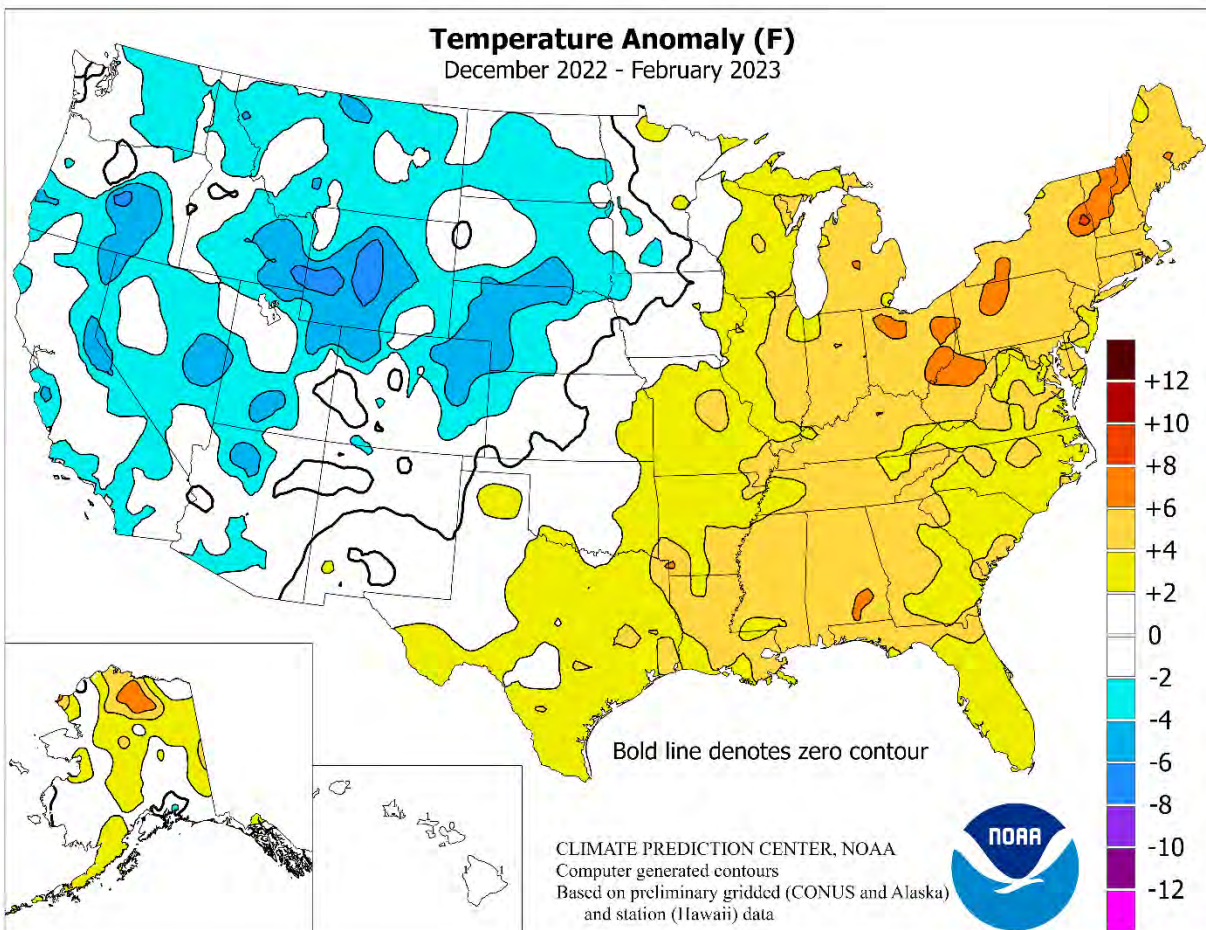 Temperature Anomaly (F)
December 2022 - February 2023
+12
+10
+8
+6
+4
+2
0
-2
-4
-6
-8
-10
-12
Bold line denotes zero contour
NOAA
CLIMATE PREDICTION CENTER, NOAA
Computer generated contours
Based on preliminary gridded (CONUS and Alaska)
and station (Hawaii) data